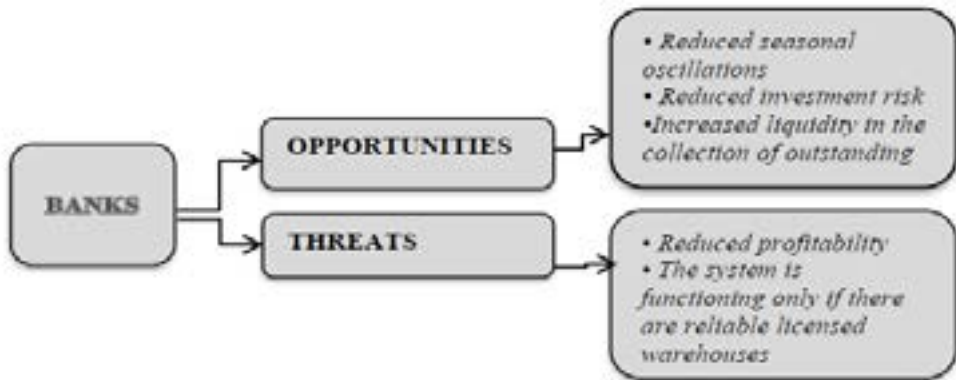 BANKS
OPPORTUNITIES
• Reduced seasonal
oscillations
• Reduced investment risk
•Increased liquidity in the
collection of outstanding
THREATS
• Reduced profitability
• The system is
functioning only if there
are reliable licensed
warehouses